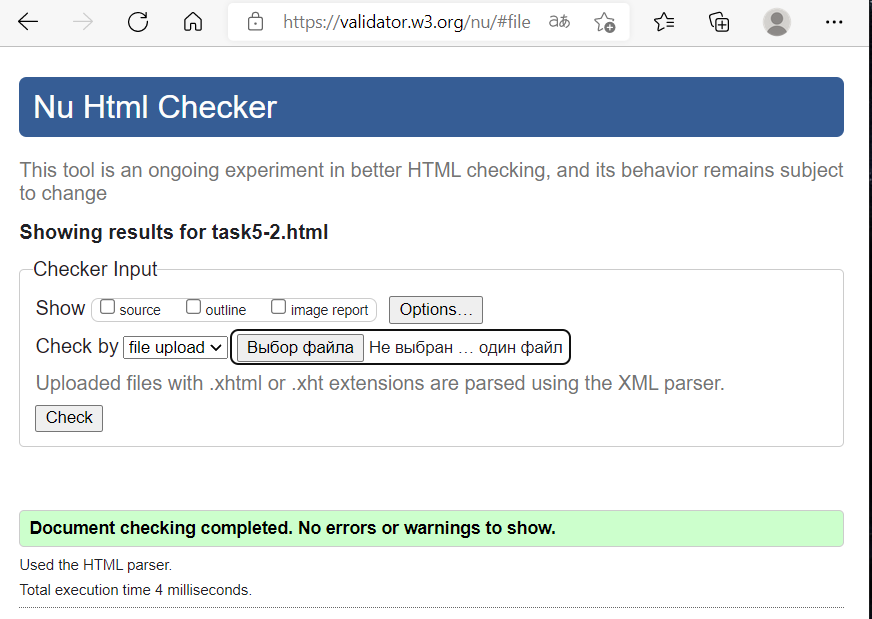 https://validator.w3.org/nu/#file аあ
Nu Html Checker
This tool is an ongoing experiment in better HTML checking, and its behavior remains subject
to change
Showing results for task5-2.html
Checker Input
Show source outline image report Options...
Check by file upload Выбор файла Не выбран ... один файл
Uploaded files with .xhtml or .xht extensions are parsed using the XML parser.
Check
Document checking completed. No errors or warnings to show.
Used the HTML parser.
Total execution time 4 milliseconds.